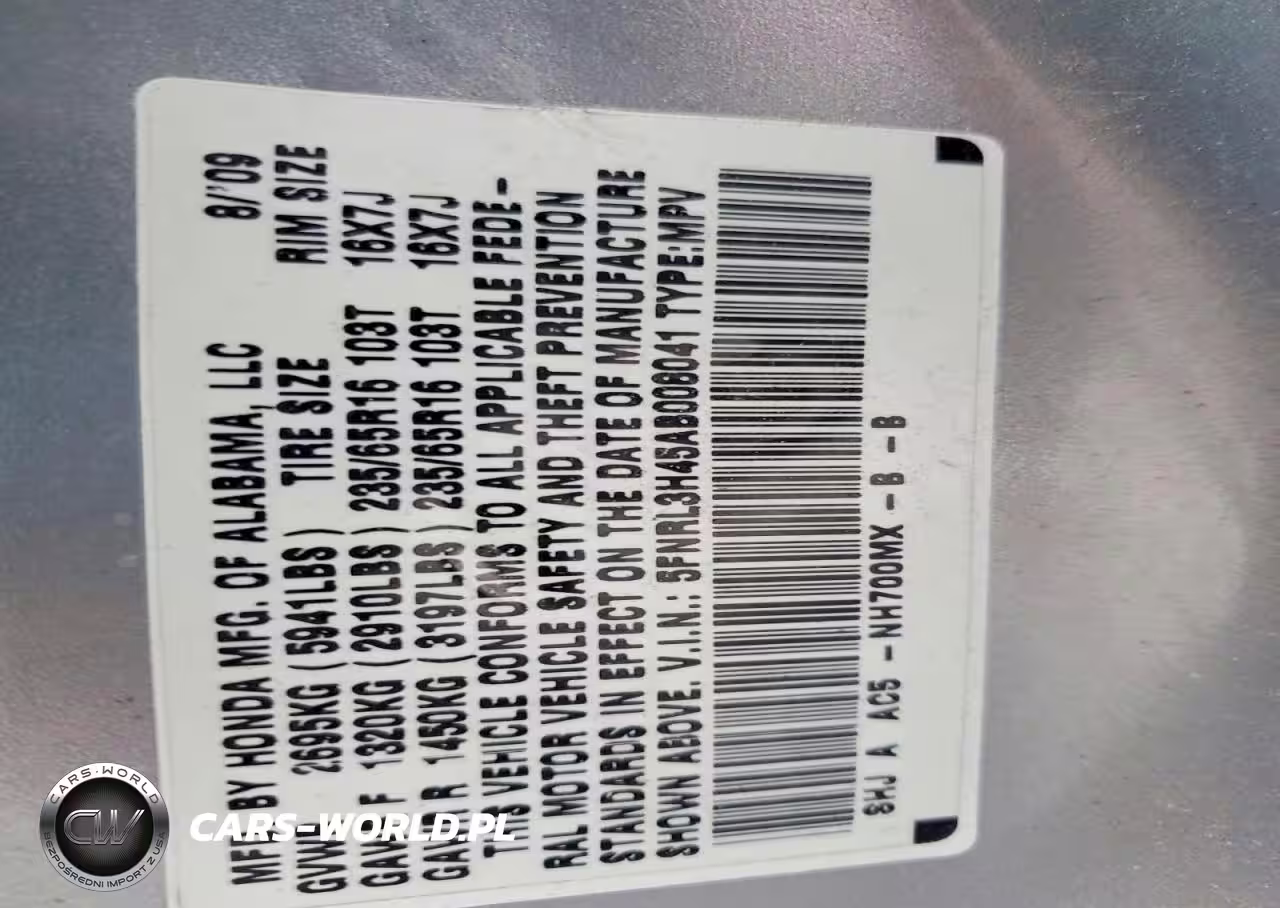 MFD BY HONDA MFG. OF ALABAMA, LLC 8/'09
GVWR 2695KG ( 5941LBS ) TIRE SIZE RIM SIZE
GAWR F 1320KG ( 2910LBS ) 235/65R16 103T 16X7J
GAWR R 1450KG ( 3197LBS ) 235/65R16 103T 16X7J
THIS VEHICLE CONFORMS TO ALL APPLICABLE FEDE-
RAL MOTOR VEHICLE SAFETY AND THEFT PREVENTION
STANDARDS IN EFFECT ON THE DATE OF MANUFACTURE
SHOWN ABOVE. V.I.N.: 5FNRL3H45AB008041 TYPE:MPV
SHJ A AC5 -NH700MX -B -B
CARS-WORLD
CW
BEZPOŚREDNI IMPORT Z USA
CARS-WORLD.PL